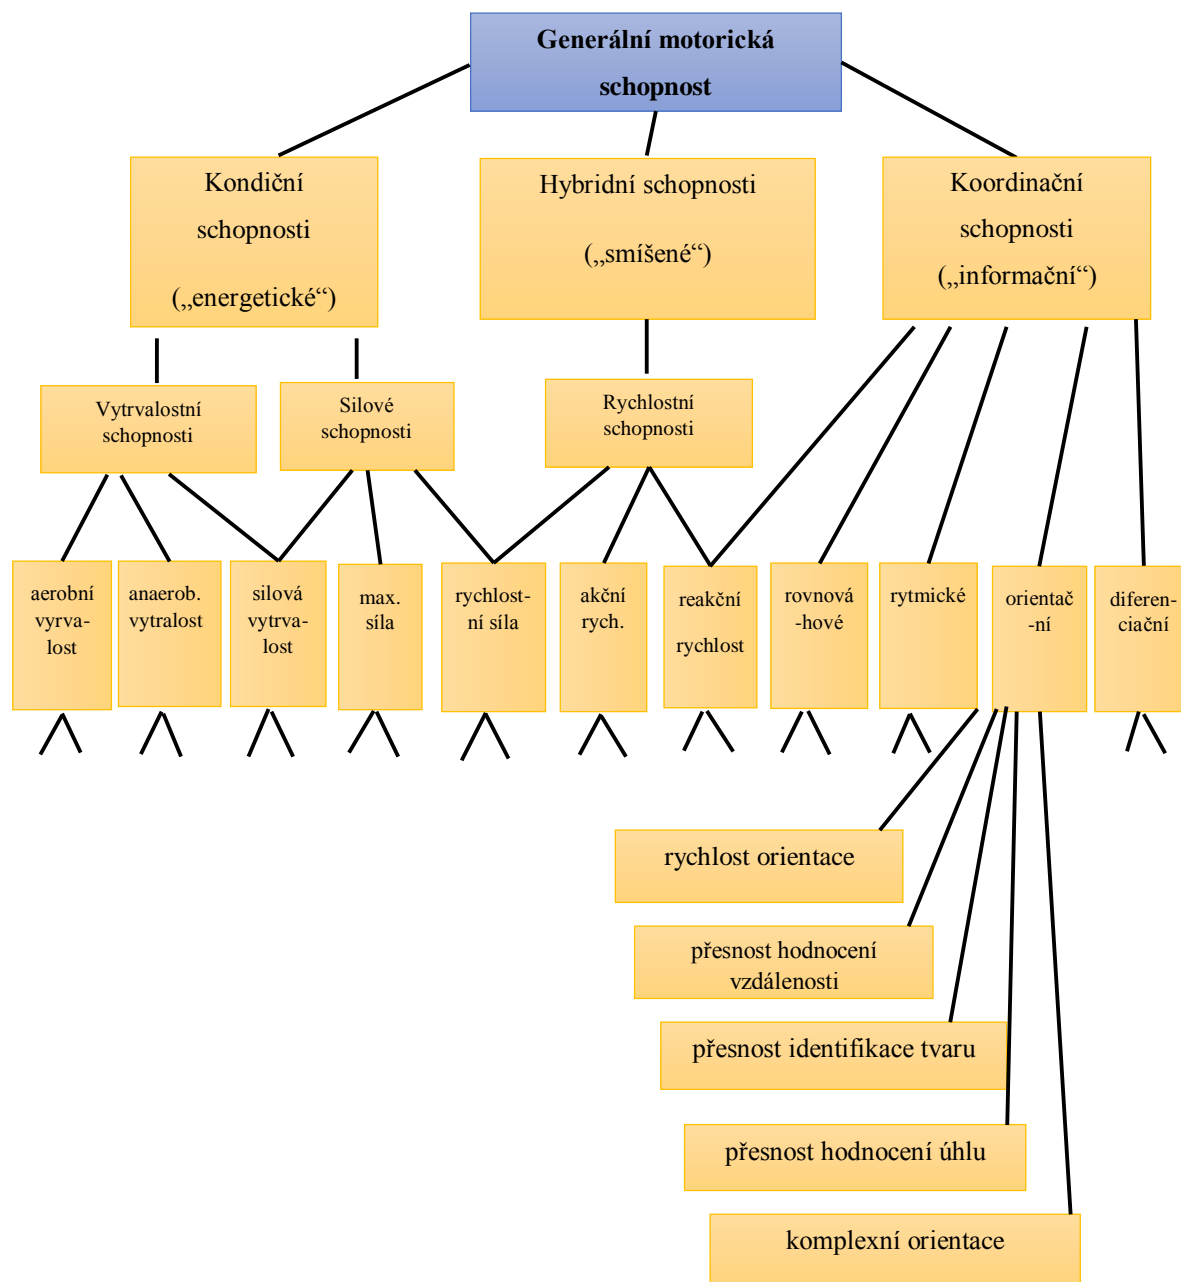 Generální motorická
schopnost
Kondiční
schopnosti
(„energetické“)
Hybridní schopnosti
(„smíšené“)
Koordinační
schopnosti
(„informační“)
Vytrvalostní
schopnosti
Silové
schopnosti
Rychlostní
schopnosti
aerobní
vyrva-
lost
anaerob.
vytralost
silová
vytrva-
lost
max.
síla
rychlost-
ní síla
akční
rych.
reakční
rychlost
rovnová
-hové
rytmické
orientač
-ní
diferen-
ciační
rychlost orientace
přesnost hodnocení
vzdálenosti
přesnost identifikace tvaru
přesnost hodnocení úhlu
komplexní orientace